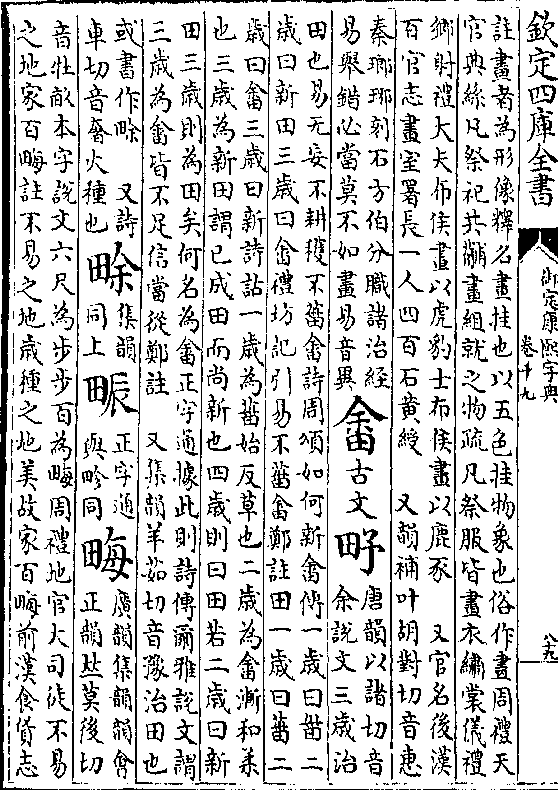 欽定四庫全書
御定康熙字典
卷十九
註畫者為形像釋名畫挂也以五色挂物象也俗作畫周禮天
官典絲凡祭祀共黼畫組就之物疏凡祭服皆畫衣繡裳儀禮
鄉射禮大夫布侯畫以虎豹士布侯畫以鹿豕 又官名後漢
百官志畫室署長一人四百石黃綬 又韻補叶胡對切音惠
秦瑯琊刻石方伯分職諸治經
易舉錯必當莫不如畫易音異
畬古文㽒
唐韻以諸切音
余說文三歲治
田也易无妄不耕穫不菑畬詩周頌如何新畬傳一歲曰菑二
歲曰新田三歲曰畬禮坊記引易不菑畬鄭註田一歲曰菑二
歲曰畬三歲曰新詩詁一歲為菑始反草也二歲為畬漸和柔
也三歲為新田謂已成田而尚新也四歲則曰田若二歲曰新
田三歲則為田矣何名為畬正字通據此則詩傳爾雅說文謂
三歲為畬皆不足信當從鄭註 又集韻羊茹切音豫治田也
或書作畭 又詩
車切音奢火種也
畭
集韻
同上
䟴
正字通
與畛同
畮
廣韻集韻韻會
正韻𠀤莫後切
音牡畝本字說文六尺為步步百為畮周禮地官大司徒不易
之地家百畮註不易之地歲種之地美故家百畮前漢食貨志